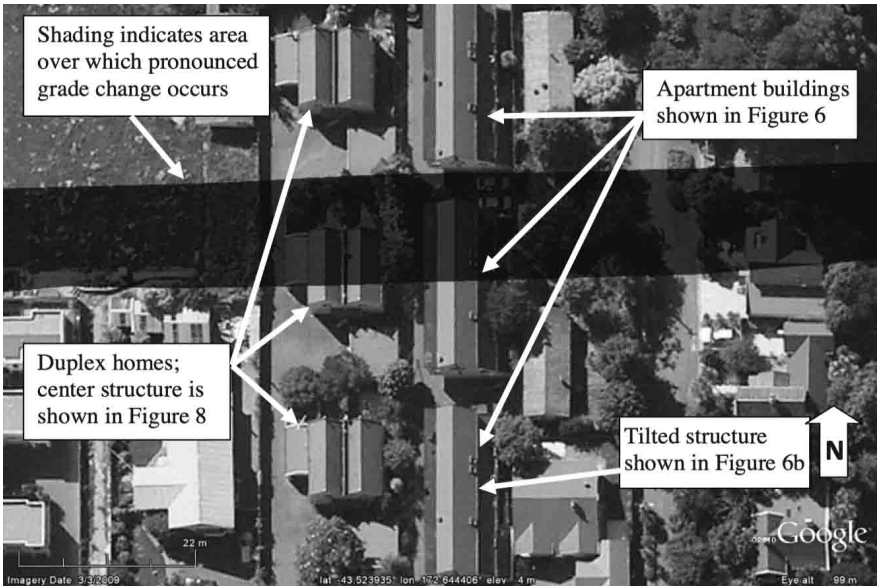 Shading indicates area
over which pronounced
grade change occurs
Apartment buildings
shown in Figure 6
Duplex homes;
center structure is
shown in Figure 8
Tilted structure
shown in Figure 6b
N
22 m
©2010 Google
Imagery Date 3/3/2009
lat -43.523935° lon 172.644406° elev 4 m
Eye alt 99 m